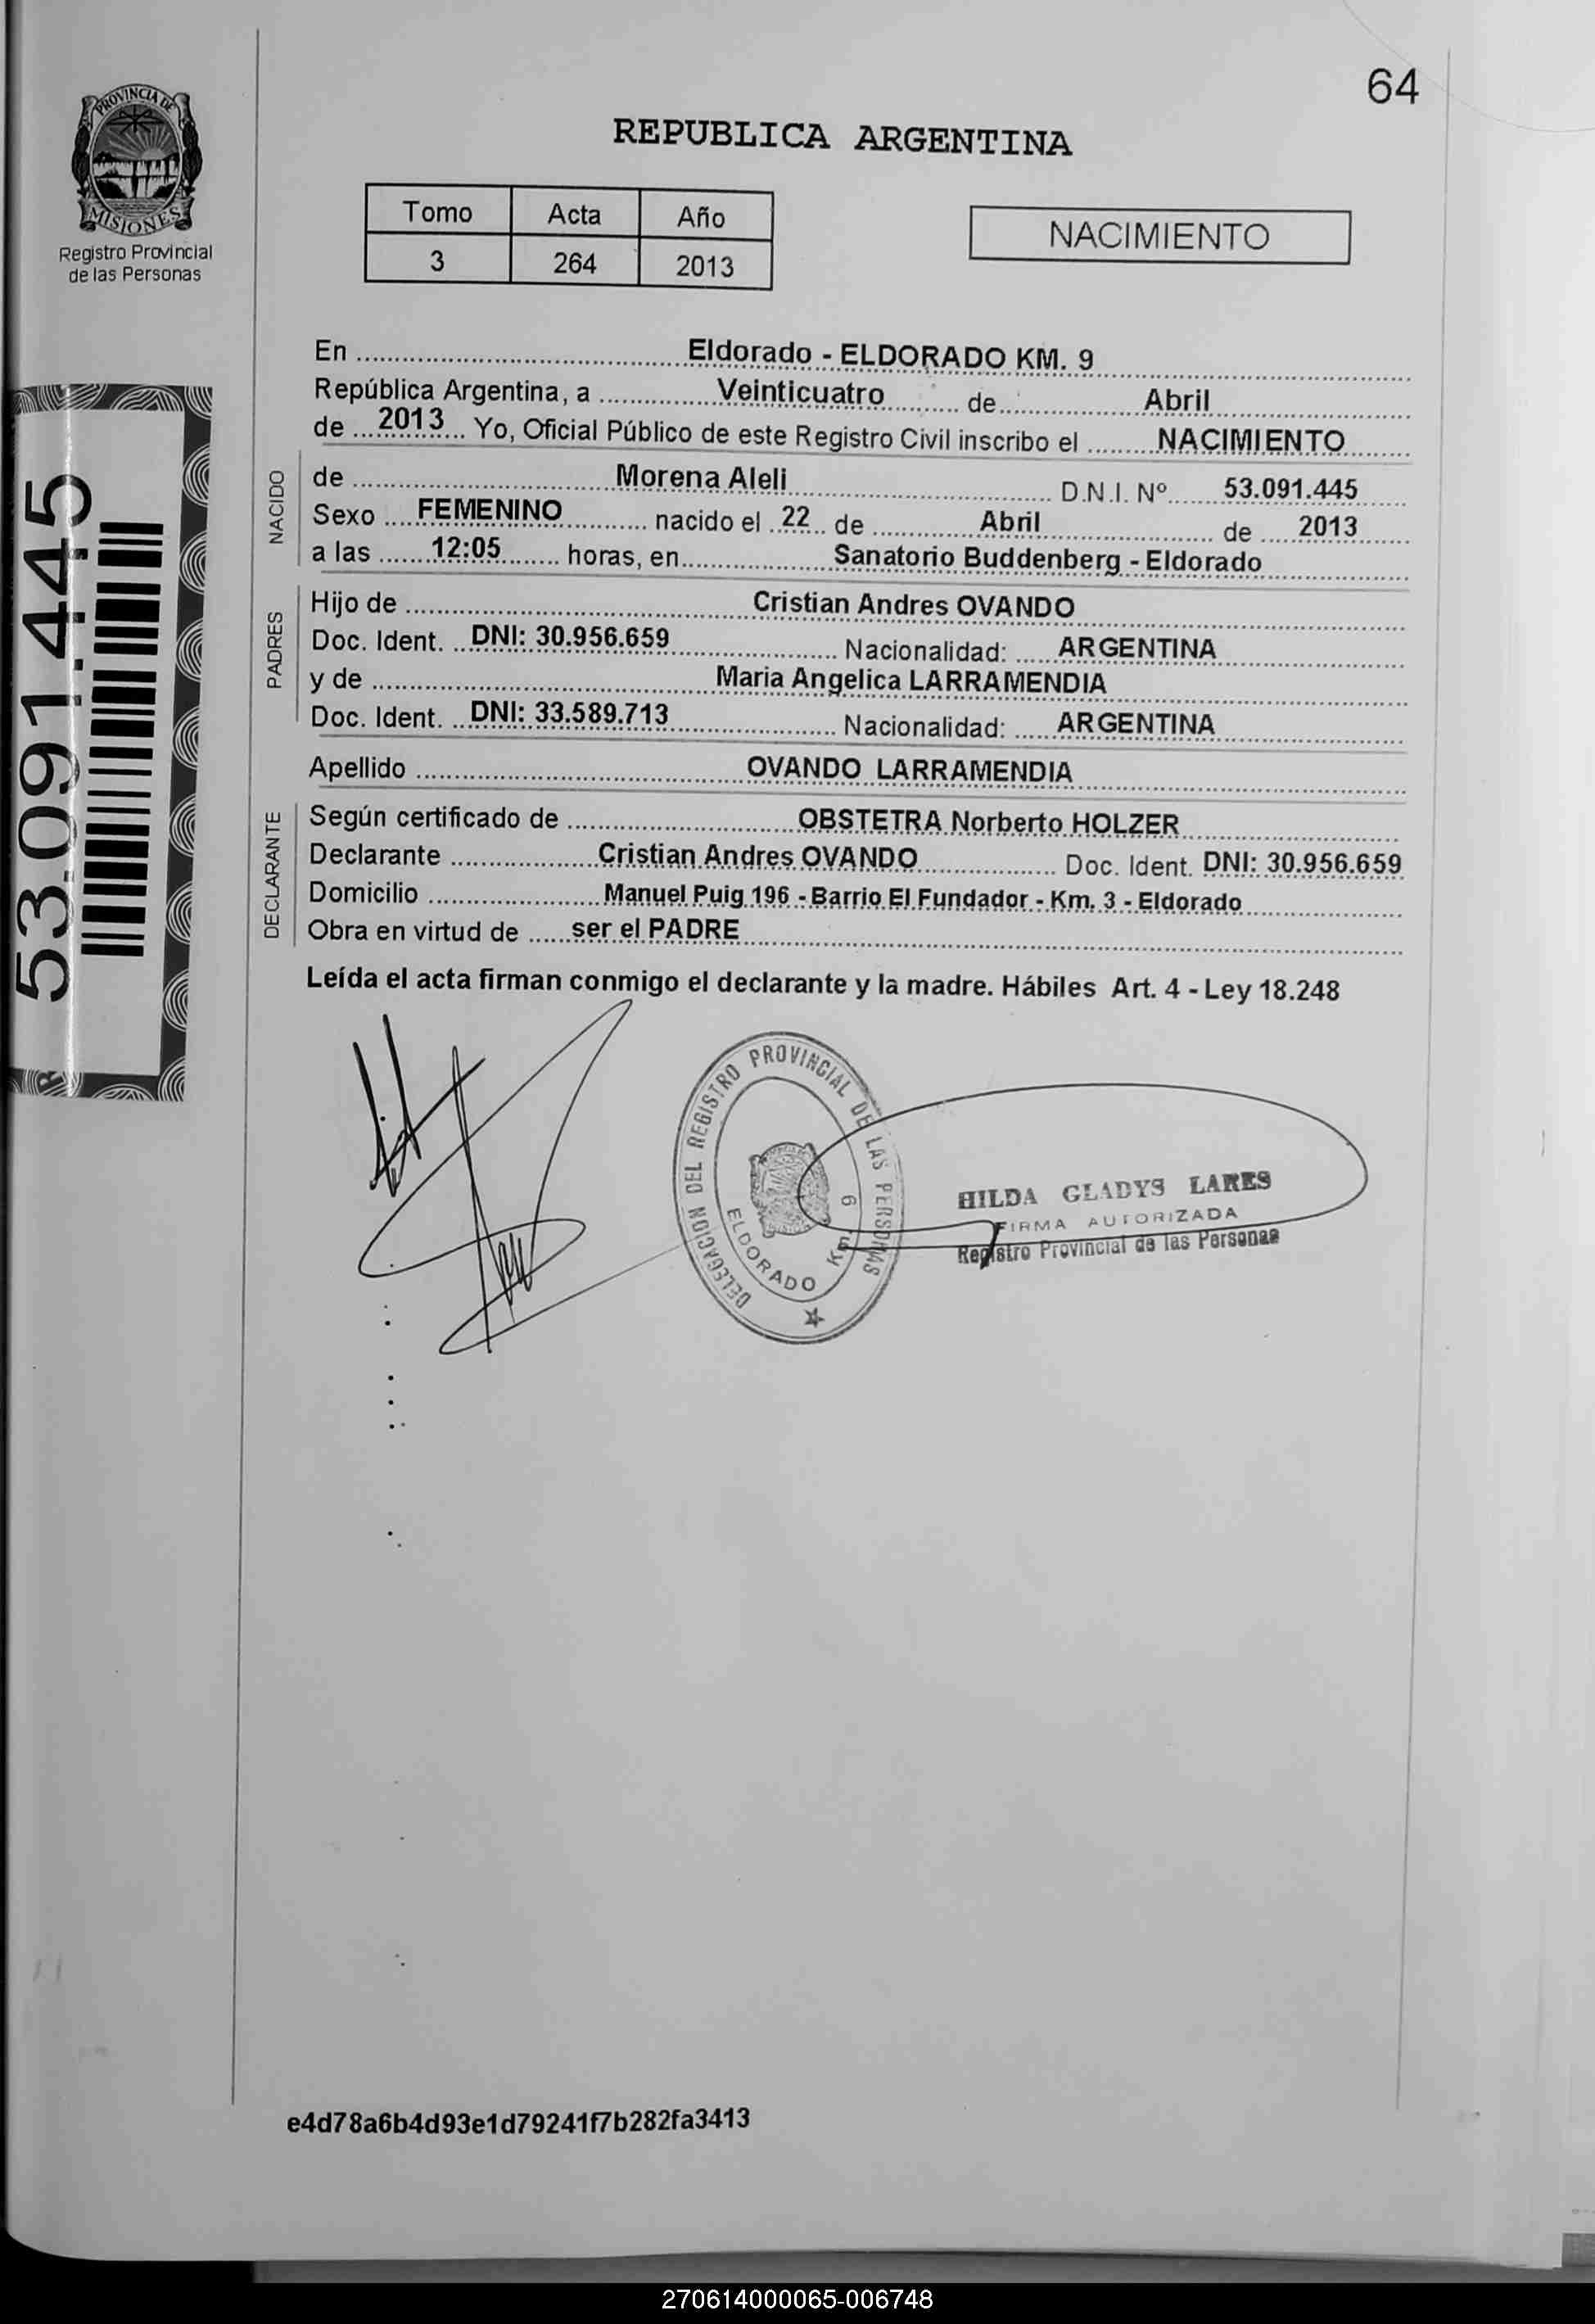 64
PROVINCIA DE
MISIONES
Registro Provincial
de las Personas
REPUBLICA ARGENTINA
Tomo Acta Año
3 264 2013
NACIMIENTO
53.091.445
En ........ Eldorado - ELDORADO KM. 9 ........
República Argentina, a ........ Veinticuatro ........ de ........ Abril ........
de ... 2013 ... Yo, Oficial Público de este Registro Civil inscribo el ........ NACIMIENTO ........
NACIDO
de ........ Morena Aleli ........ D.N.I. Nº ........ 53.091.445 ........
Sexo .... FEMENINO ........ nacido el .. 22 .. de ........ Abril ........ de .... 2013 ........
a las ...... 12:05 ........ horas, en ........ Sanatorio Buddenberg - Eldorado ........
PADRES
Hijo de ........ Cristian Andres OVANDO ........
Doc. Ident. .. DNI: 30.956.659 ........ Nacionalidad: ..... ARGENTINA ........
y de ........ Maria Angelica LARRAMENDIA ........
Doc. Ident. .. DNI: 33.589.713 ........ Nacionalidad: ..... ARGENTINA ........
Apellido ........ OVANDO LARRAMENDIA ........
DECLARANTE
Según certificado de ........ OBSTETRA Norberto HOLZER ........
Declarante ........ Cristian Andres OVANDO ........ Doc. Ident. DNI: 30.956.659
Domicilio ........ Manuel Puig 196 - Barrio El Fundador - Km. 3 - Eldorado ........
Obra en virtud de ..... ser el PADRE ........
Leída el acta firman conmigo el declarante y la madre. Hábiles Art. 4 - Ley 18.248
DELEGACION DEL REGISTRO PROVINCIAL DE LAS PERSONAS
ELDORADO Km 9
HILDA GLADYS LARES
FIRMA AUTORIZADA
Registro Provincial de las Personas
e4d78a6b4d93e1d79241f7b282fa3413
270614000065-006748